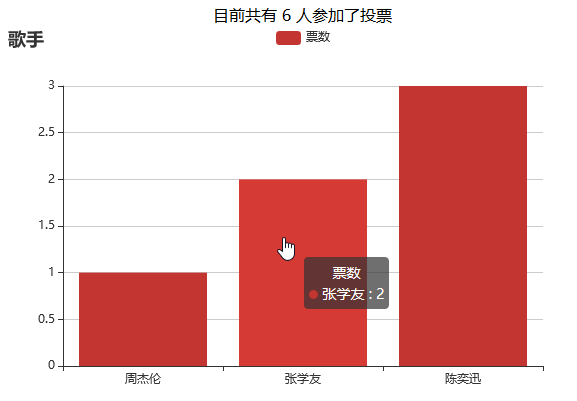 目前共有 6 人参加了投票
票数
歌手
3
2.5
2
1.5
1
0.5
0
票数
张学友 : 2
周杰伦 张学友 陈奕迅